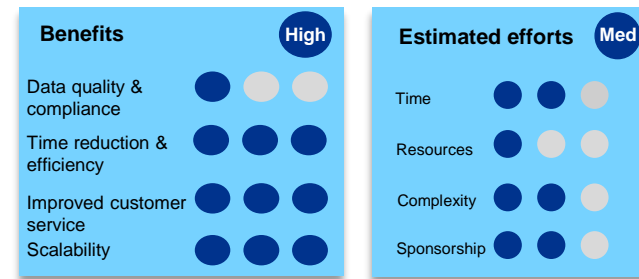 Benefits
High
Data quality &
compliance
Time reduction &
efficiency
Improved customer
service
Scalability
Estimated efforts
Med
Time
Resources
Complexity
Sponsorship